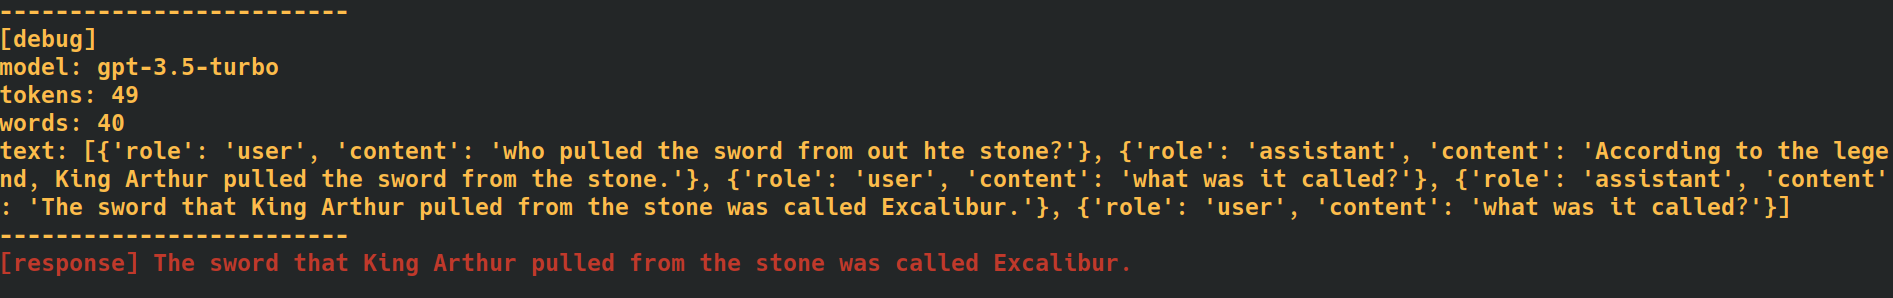 -------------------------
[debug]
model: gpt-3.5-turbo
tokens: 49
words: 40
text: [{'role': 'user', 'content': 'who pulled the sword from out hte stone?'}, {'role': 'assistant', 'content': 'According to the lege
nd, King Arthur pulled the sword from the stone.'}, {'role': 'user', 'content': 'what was it called?'}, {'role': 'assistant', 'content'
: 'The sword that King Arthur pulled from the stone was called Excalibur.'}, {'role': 'user', 'content': 'what was it called?'}]
-------------------------
[response] The sword that King Arthur pulled from the stone was called Excalibur.